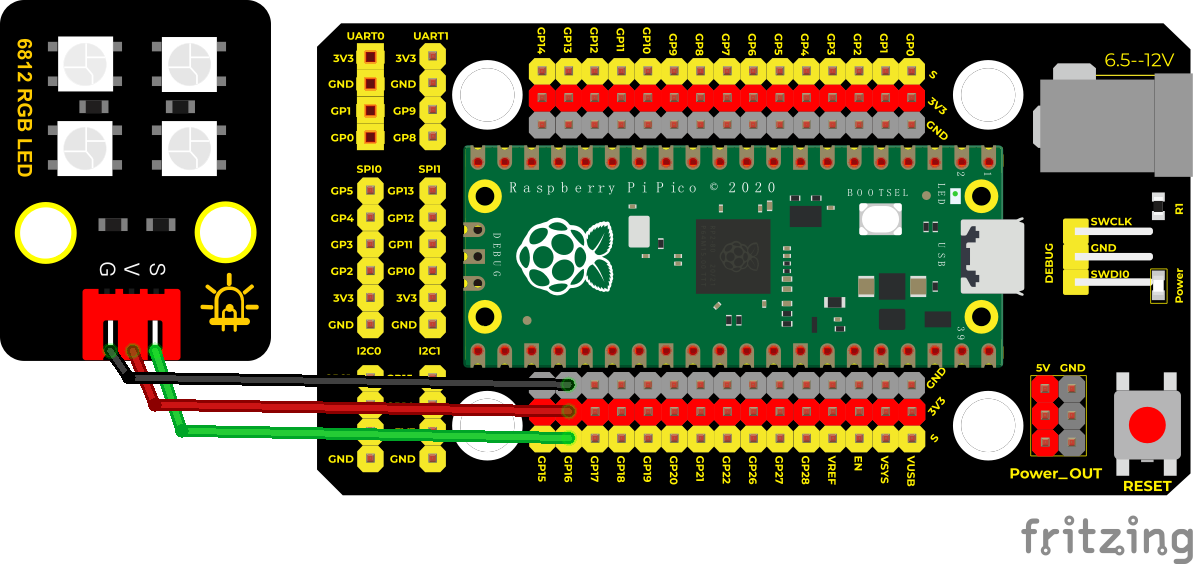 6812 RGB LED
G V S
UART0
3V3
GND
GP1
GP0
UART1
3V3
GND
GP9
GP8
SPI0
GP5
GP4
GP3
GP2
3V3
GND
SPI1
GP13
GP12
GP11
GP10
3V3
GND
I2C0
GND
I2C1
GND
GP14 GP13 GP12 GP11 GP10 GP9 GP8 GP7 GP6 GP5 GP4 GP3 GP2 GP1 GP0
S
3V3
GND
Raspberry Pi Pico © 2020
BOOTSEL
LED
2
1
DEBUG
USB
39
GND
3V3
S
GP15 GP16 GP17 GP18 GP19 GP20 GP21 GP22 GP26 GP27 GP28 VREF EN VSYS VUSB
6.5--12V
R1
DEBUG
SWCLK
GND
SWDI0
Power
5V GND
Power_OUT
RESET
fritzing